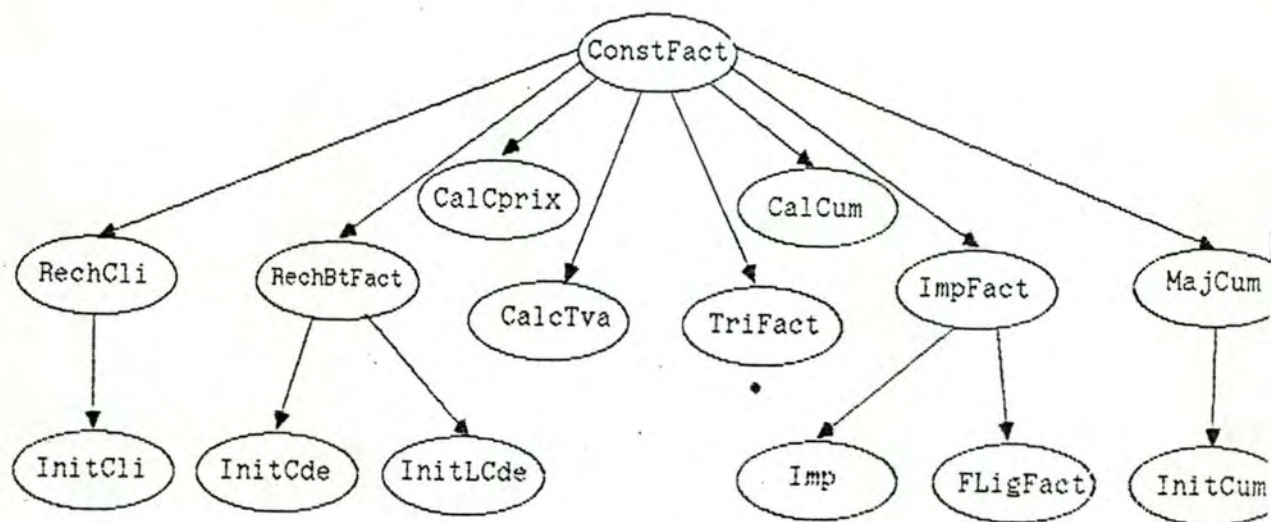 ConstFact
CalCprix
CalCum
RechCli
RechBtFact
CalcTva
TriFact
ImpFact
MajCum
InitCli
InitCde
InitLCde
Imp
FLigFact
InitCum